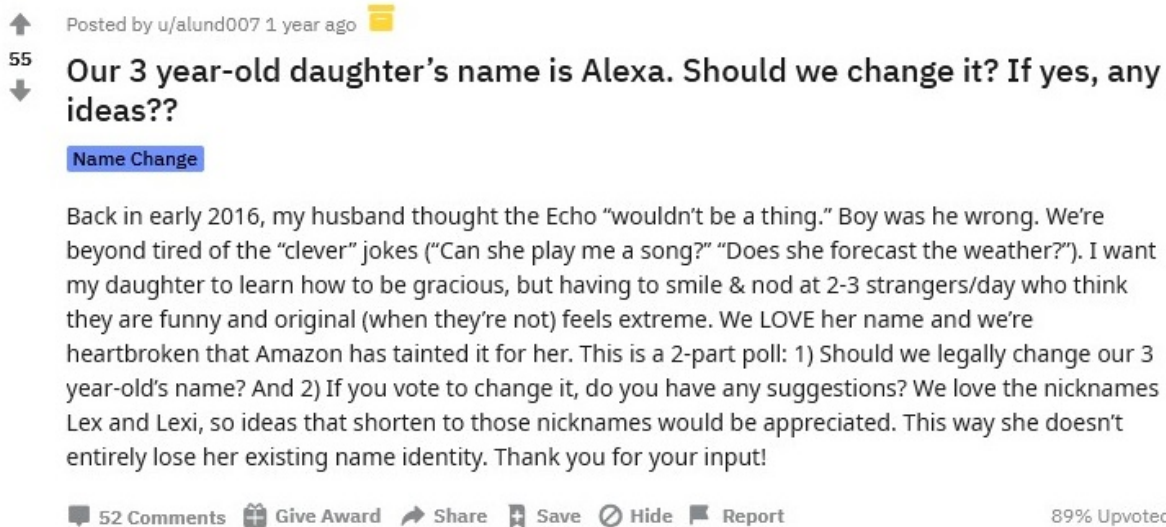 Posted by u/alund007 1 year ago
55
Our 3 year-old daughter’s name is Alexa. Should we change it? If yes, any
ideas??
Name Change
Back in early 2016, my husband thought the Echo “wouldn’t be a thing.” Boy was he wrong. We’re
beyond tired of the “clever” jokes (“Can she play me a song?” “Does she forecast the weather?”). I want
my daughter to learn how to be gracious, but having to smile & nod at 2-3 strangers/day who think
they are funny and original (when they’re not) feels extreme. We LOVE her name and we’re
heartbroken that Amazon has tainted it for her. This is a 2-part poll: 1) Should we legally change our 3
year-old’s name? And 2) If you vote to change it, do you have any suggestions? We love the nicknames
Lex and Lexi, so ideas that shorten to those nicknames would be appreciated. This way she doesn’t
entirely lose her existing name identity. Thank you for your input!
52 Comments Give Award Share Save Hide Report 89% Upvoted